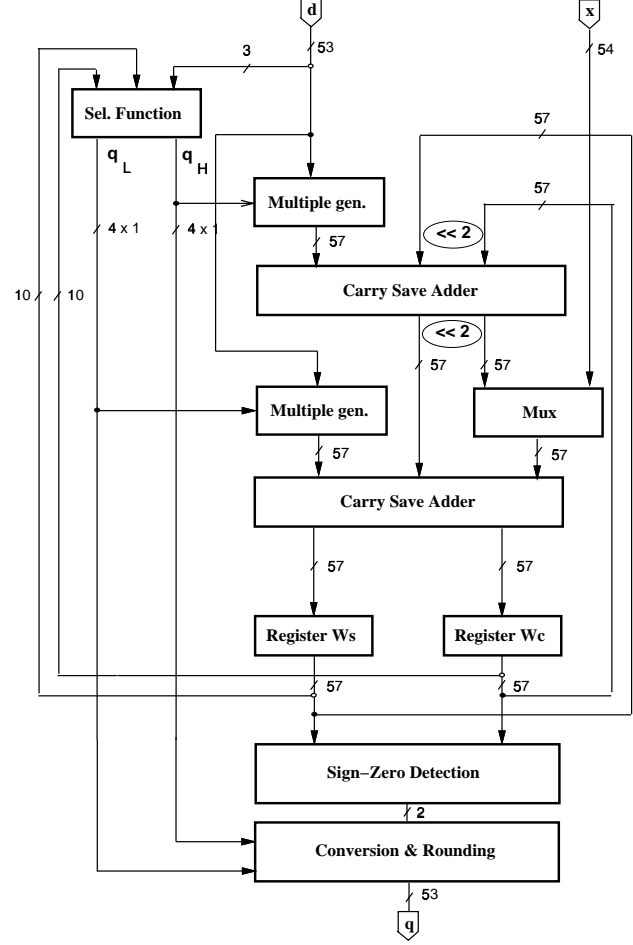 d
x
3
53
54
Sel. Function
57
q L
q H
57
Multiple gen.
4 x 1
4 x 1
57
<< 2
10
10
Carry Save Adder
<< 2
57
57
Multiple gen.
Mux
57
57
Carry Save Adder
57
57
Register Ws
Register Wc
57
57
Sign−Zero Detection
2
Conversion & Rounding
53
q